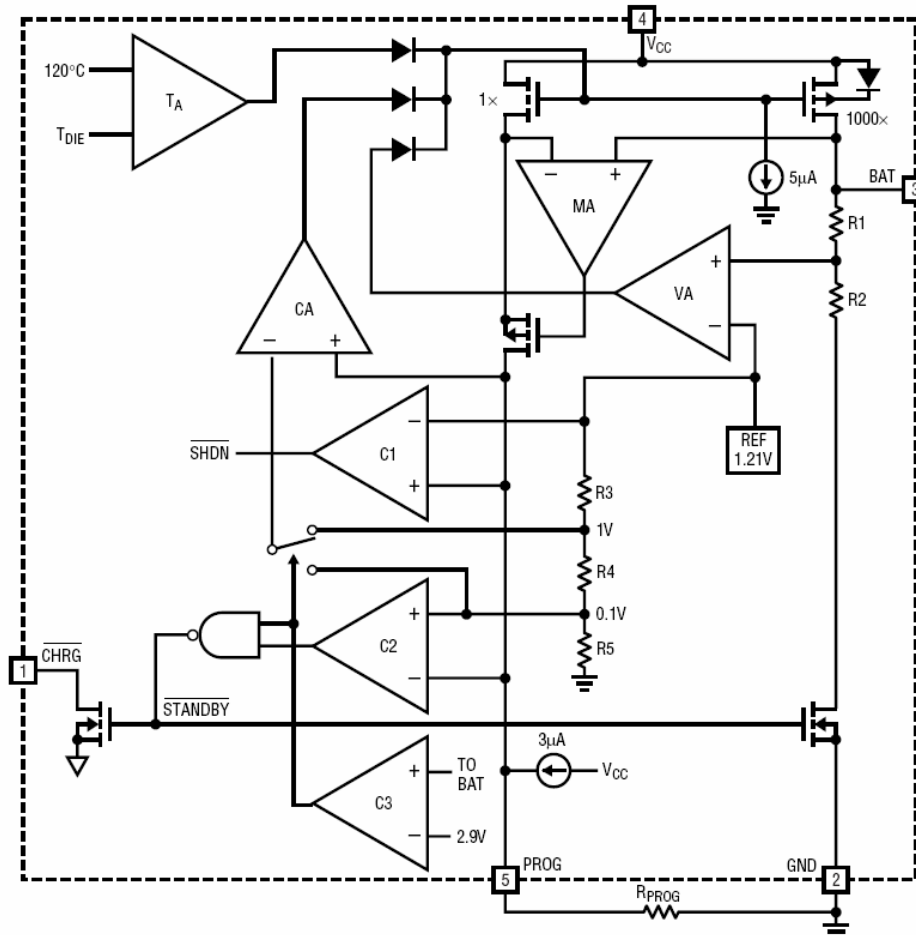 4
VCC
120°C
TA
TDIE
1×
1000×
− +
MA
5μA
BAT
3
R1
+
VA
−
R2
CA
− +
REF
1.21V
SHDN
−
C1
+
R3
1V
R4
0.1V
R5
+
C2
−
CHRG
1
STANDBY
3μA
VCC
+
TO
BAT
C3
−
2.9V
PROG
5
GND
2
RPROG